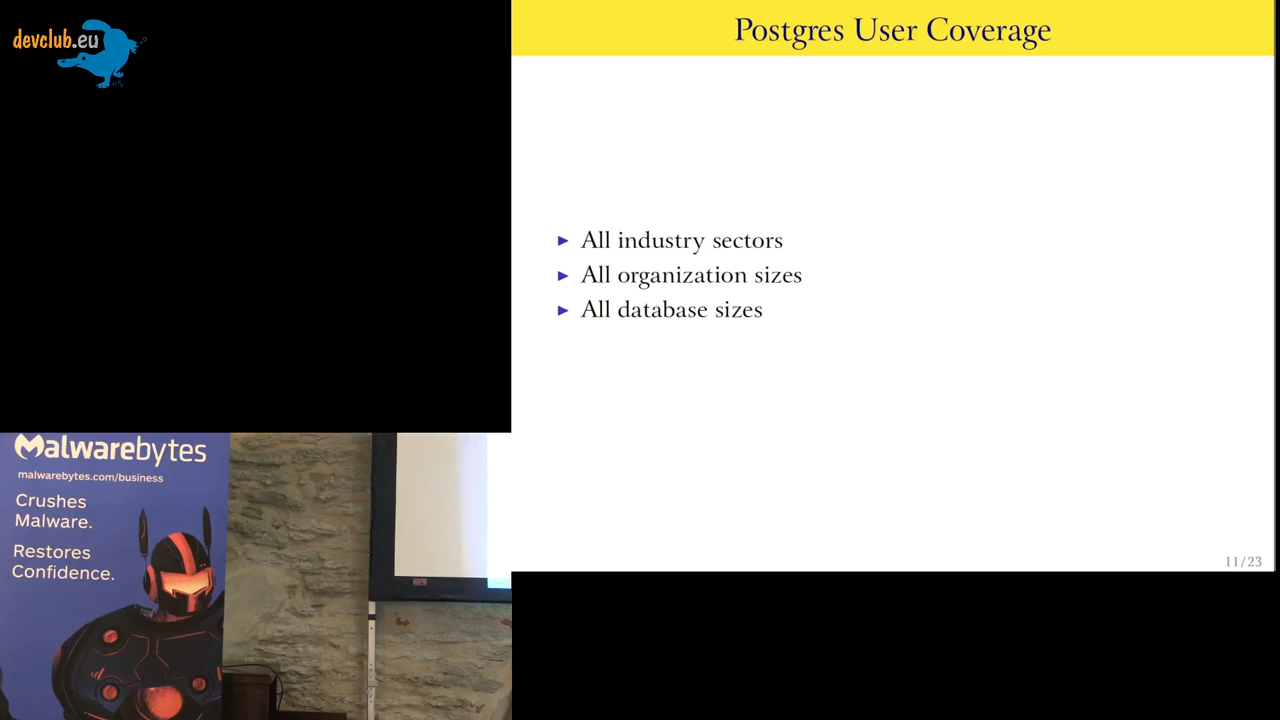 devclub.eu
Postgres User Coverage
All industry sectors
All organization sizes
All database sizes
11/23
Malwarebytes
malwarebytes.com/business
Crushes
Malware.
Restores
Confidence.